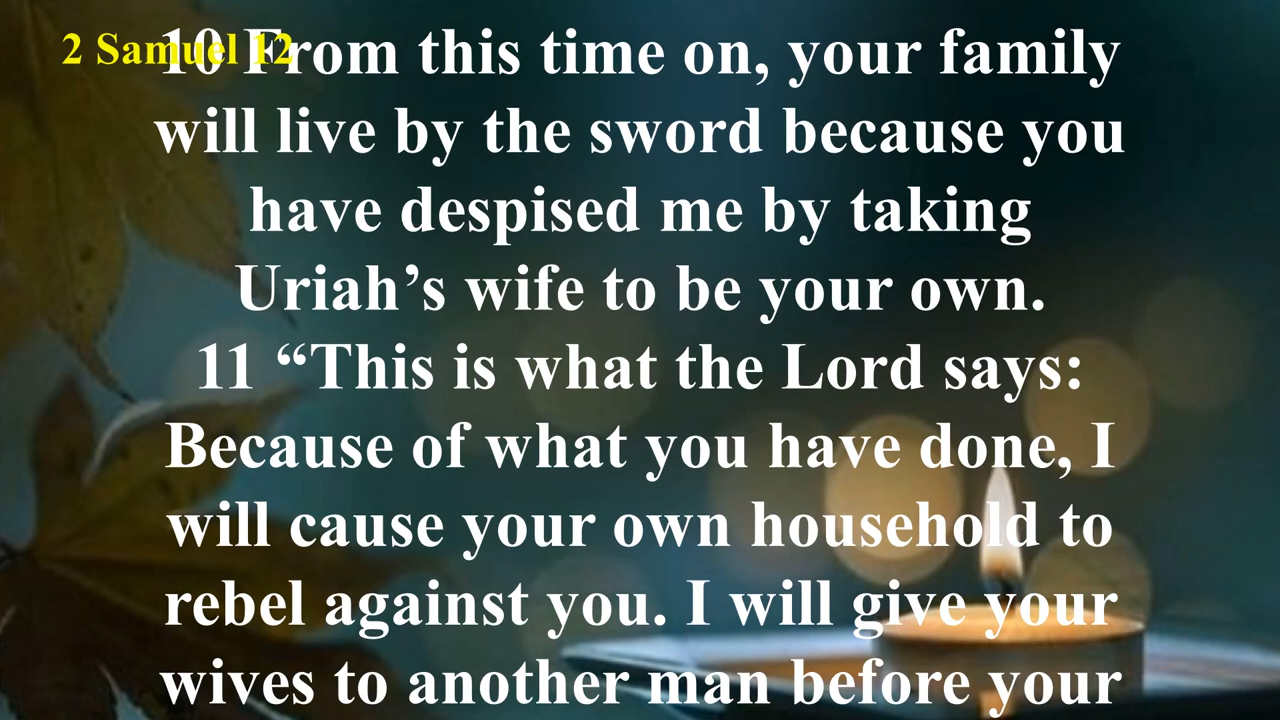 2 Samuel 12
10 From this time on, your family
will live by the sword because you
have despised me by taking
Uriah’s wife to be your own.
11 “This is what the Lord says:
Because of what you have done, I
will cause your own household to
rebel against you. I will give your
wives to another man before your